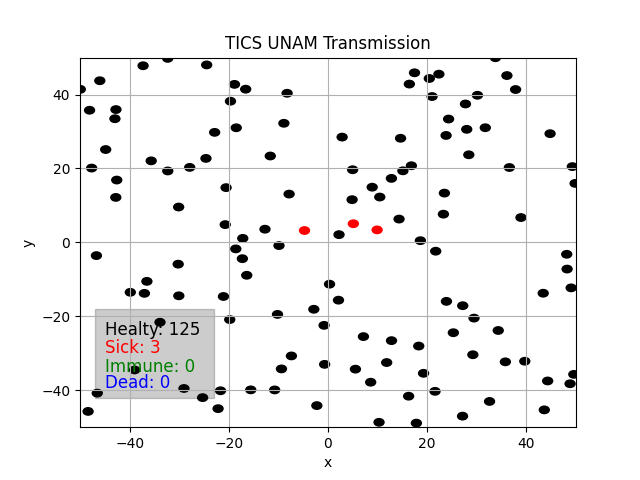 TICS UNAM Transmission
y
40
20
0
−20
−40
Healty: 125
Sick: 3
Immune: 0
Dead: 0
−40 −20 0 20 40
x